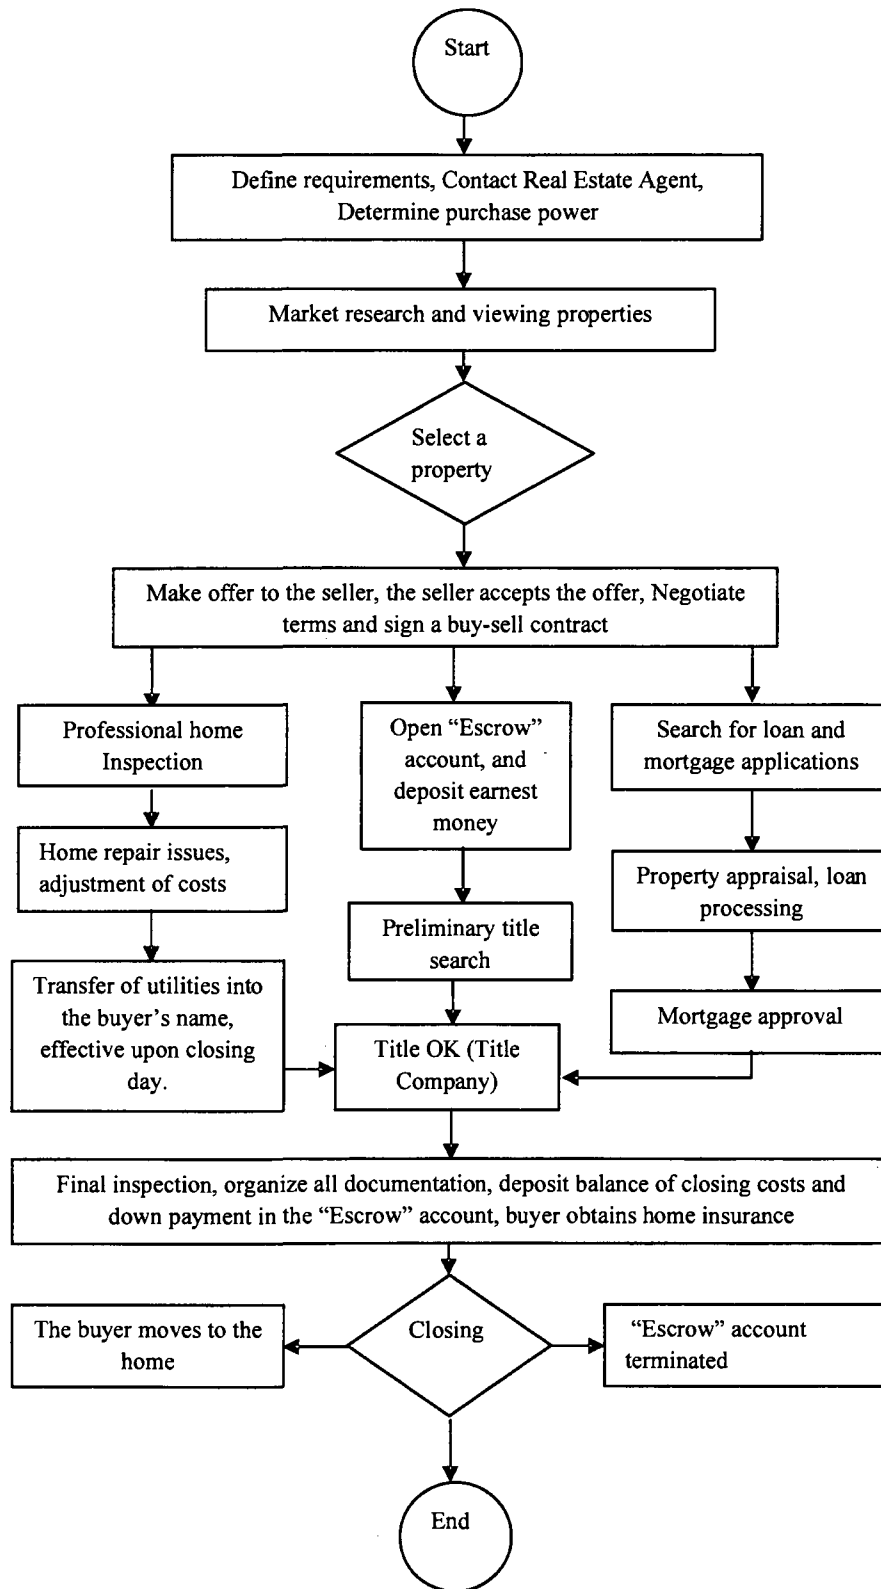 Start
Define requirements, Contact Real Estate Agent,
Determine purchase power
Market research and viewing properties
Select a
property
Make offer to the seller, the seller accepts the offer, Negotiate
terms and sign a buy-sell contract
Professional home
Inspection
Home repair issues,
adjustment of costs
Transfer of utilities into
the buyer’s name,
effective upon closing
day.
Open “Escrow”
account, and
deposit earnest
money
Preliminary title
search
Title OK (Title
Company)
Search for loan and
mortgage applications
Property appraisal, loan
processing
Mortgage approval
Final inspection, organize all documentation, deposit balance of closing costs and
down payment in the “Escrow” account, buyer obtains home insurance
The buyer moves to the
home
Closing
“Escrow” account
terminated
End